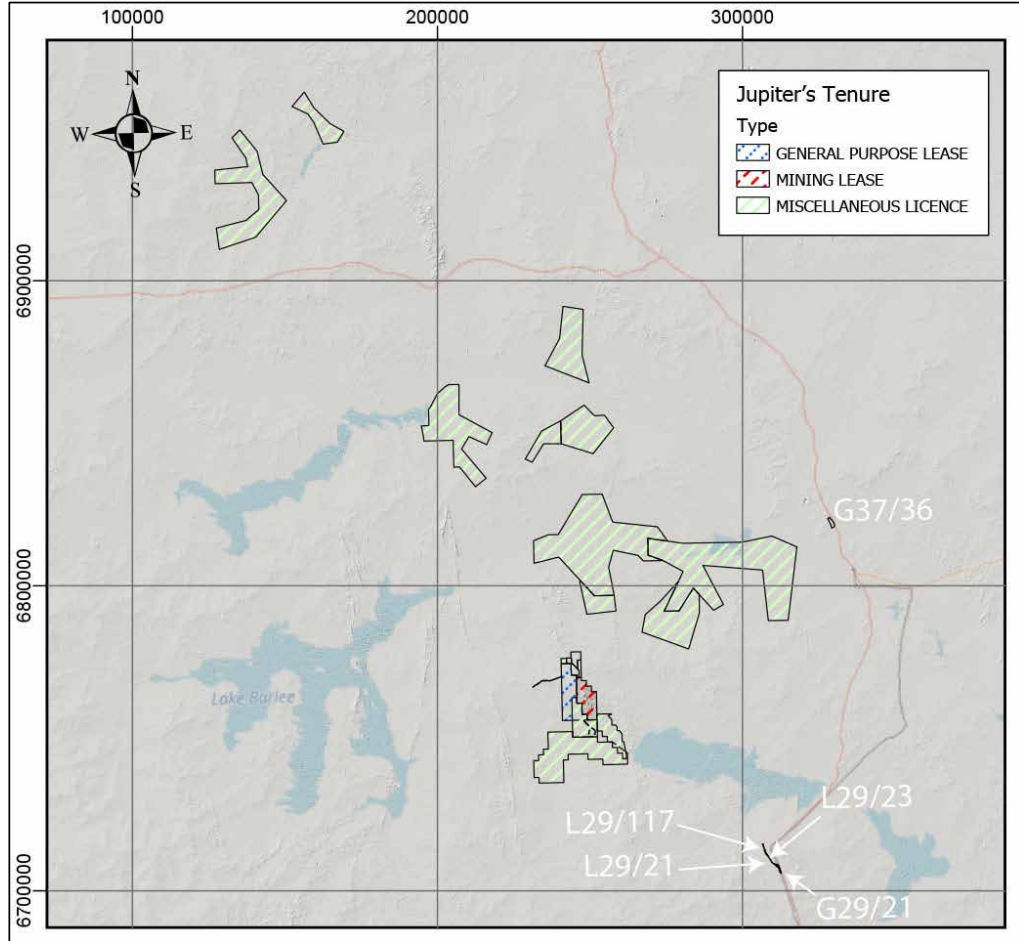 100000
200000
300000
N
W
E
S
Jupiter's Tenure
Type
GENERAL PURPOSE LEASE
MINING LEASE
MISCELLANEOUS LICENCE
6900000
G37/36
6800000
Lake Barlee
L29/23
L29/117
L29/21
G29/21
6700000